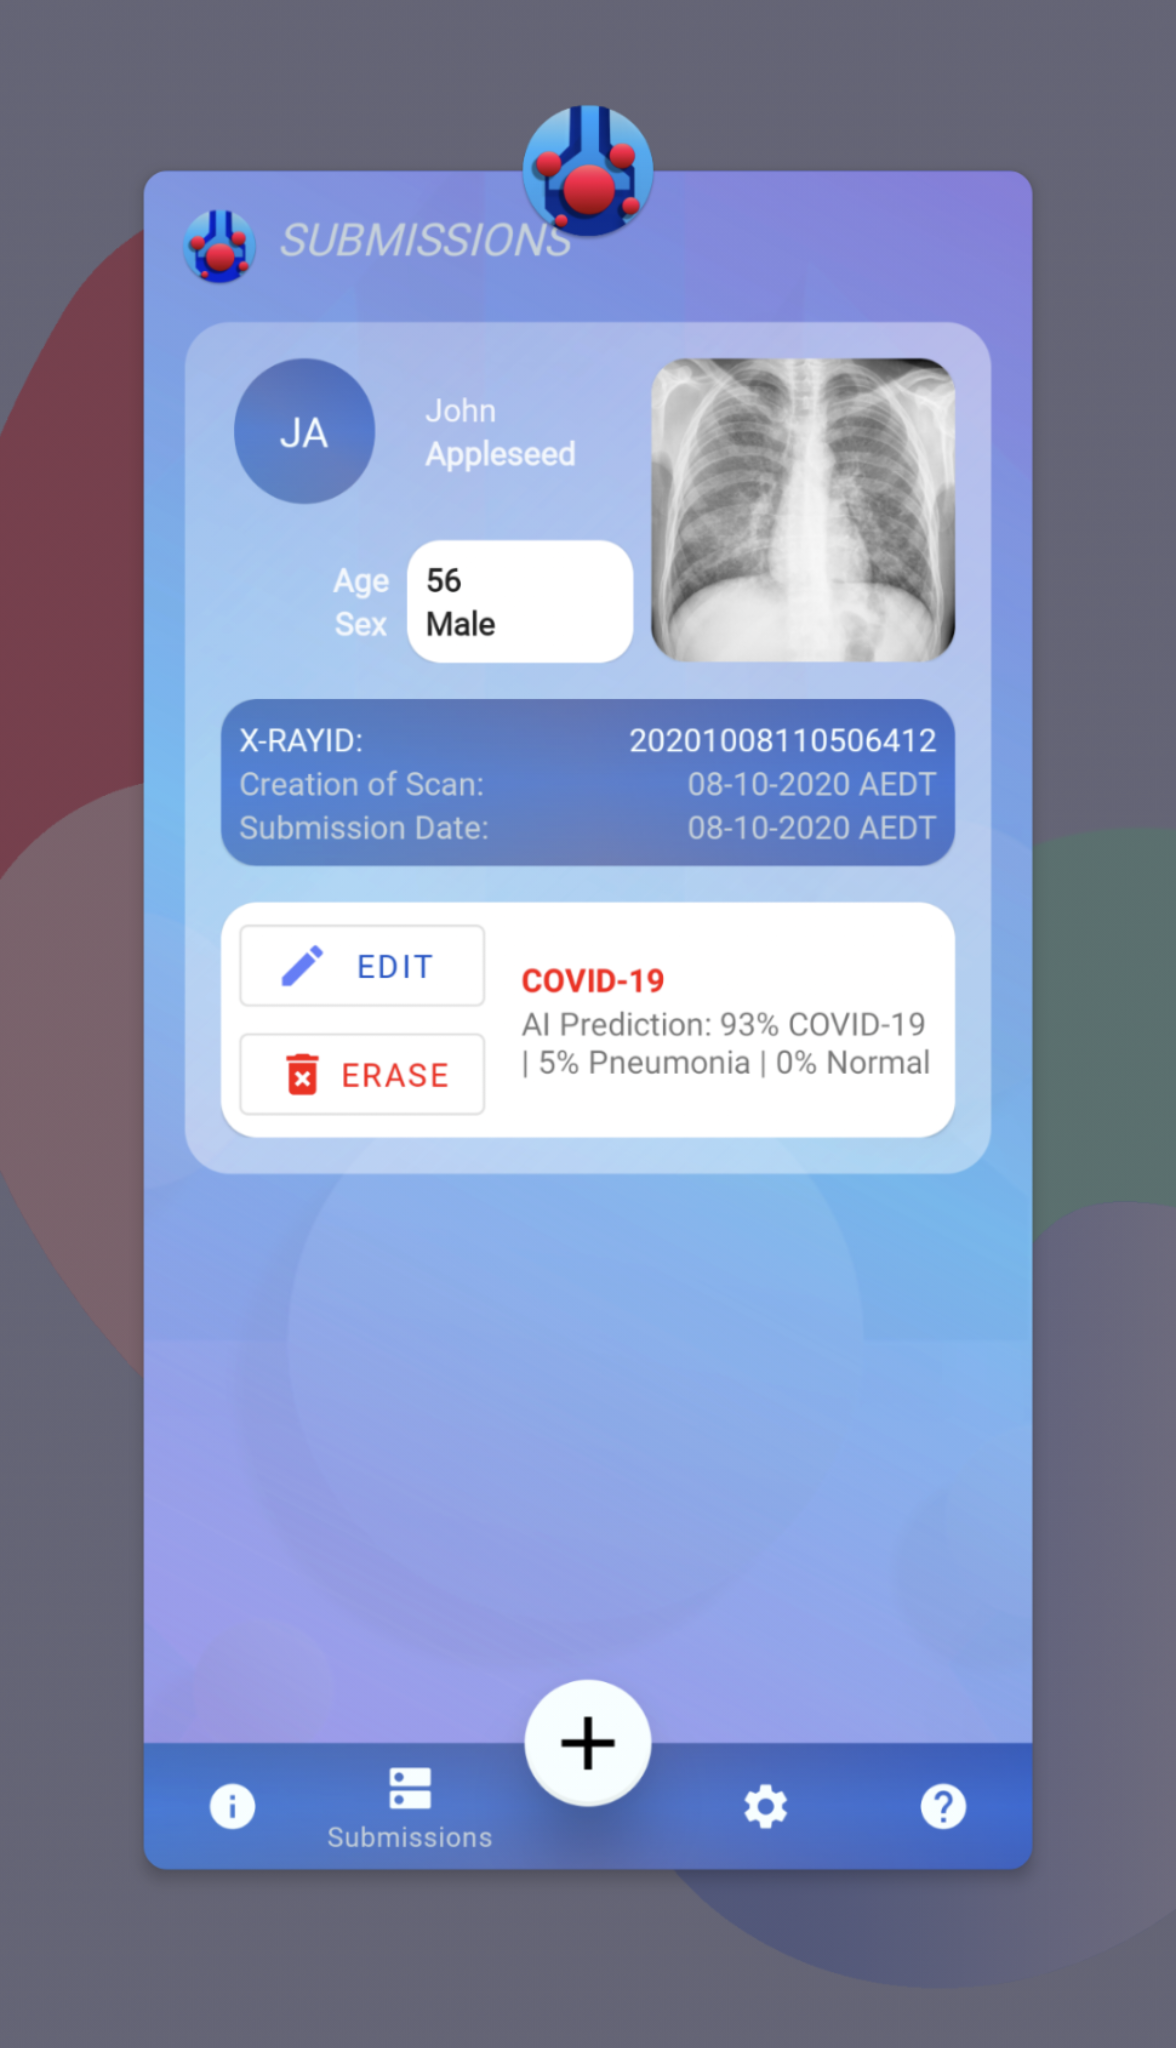 SUBMISSIONS
JA
John
Appleseed
Age 56
Sex Male
X-RAYID: 20201008110506412
Creation of Scan: 08-10-2020 AEDT
Submission Date: 08-10-2020 AEDT
EDIT
ERASE
COVID-19
AI Prediction: 93% COVID-19
| 5% Pneumonia | 0% Normal
Submissions